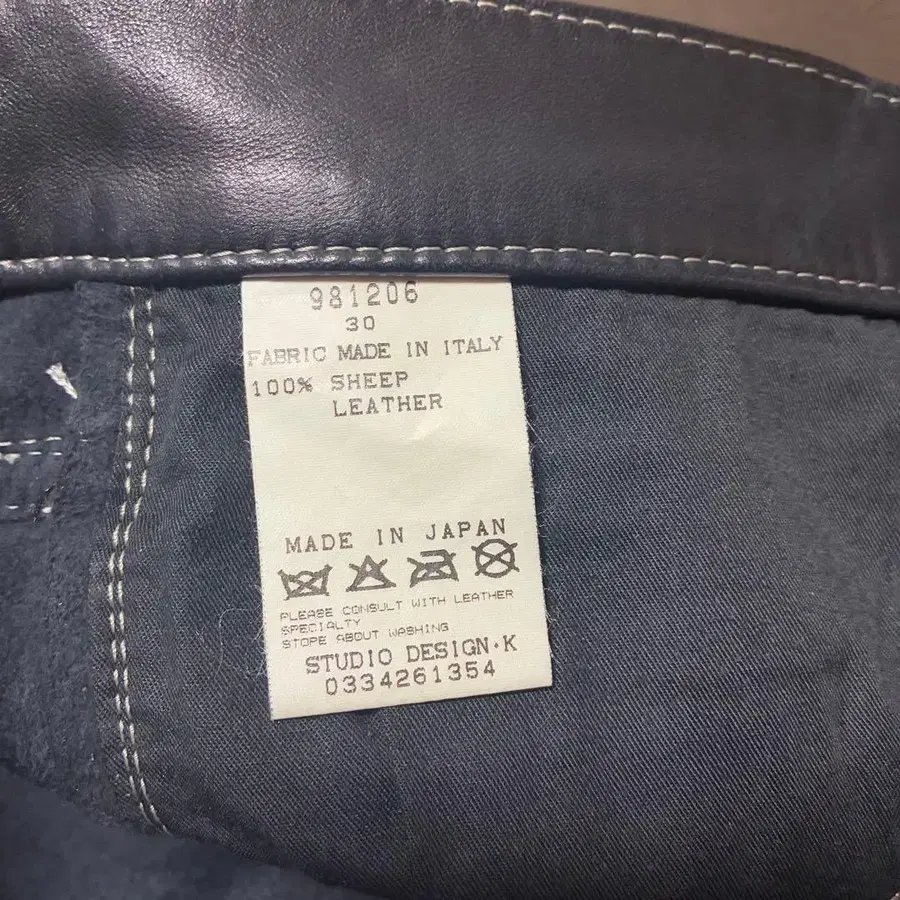 981206
30
FABRIC MADE IN ITALY
100% SHEEP
LEATHER
MADE IN JAPAN
PLEASE CONSULT WITH LEATHER
SPECIALTY
STOPE ABOUT WASHING
STUDIO DESIGN·K
0334261354